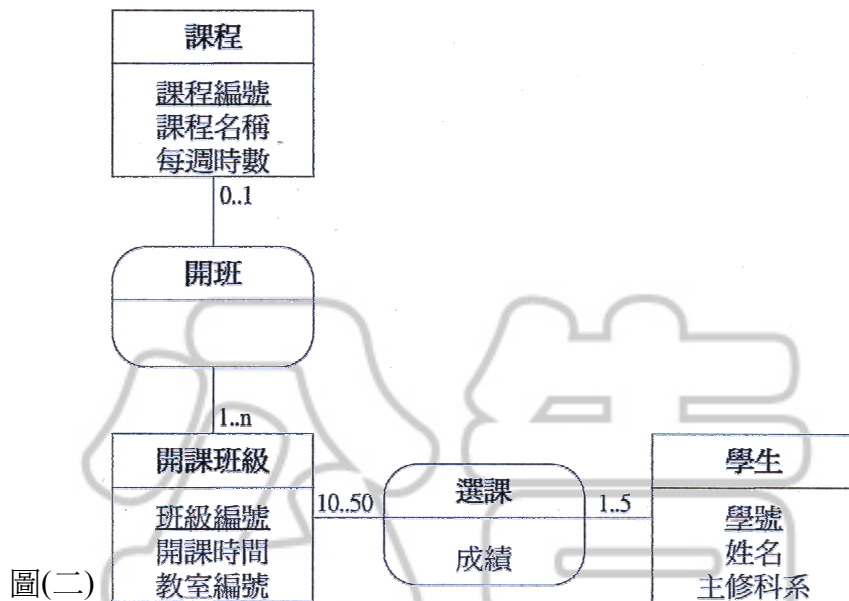 課程
課程編號
課程名稱
每週時數
0..1
開班
1..n
開課班級
班級編號
開課時間
教室編號
10..50
選課
成績
1..5
學生
學號
姓名
主修科系
圖(二)